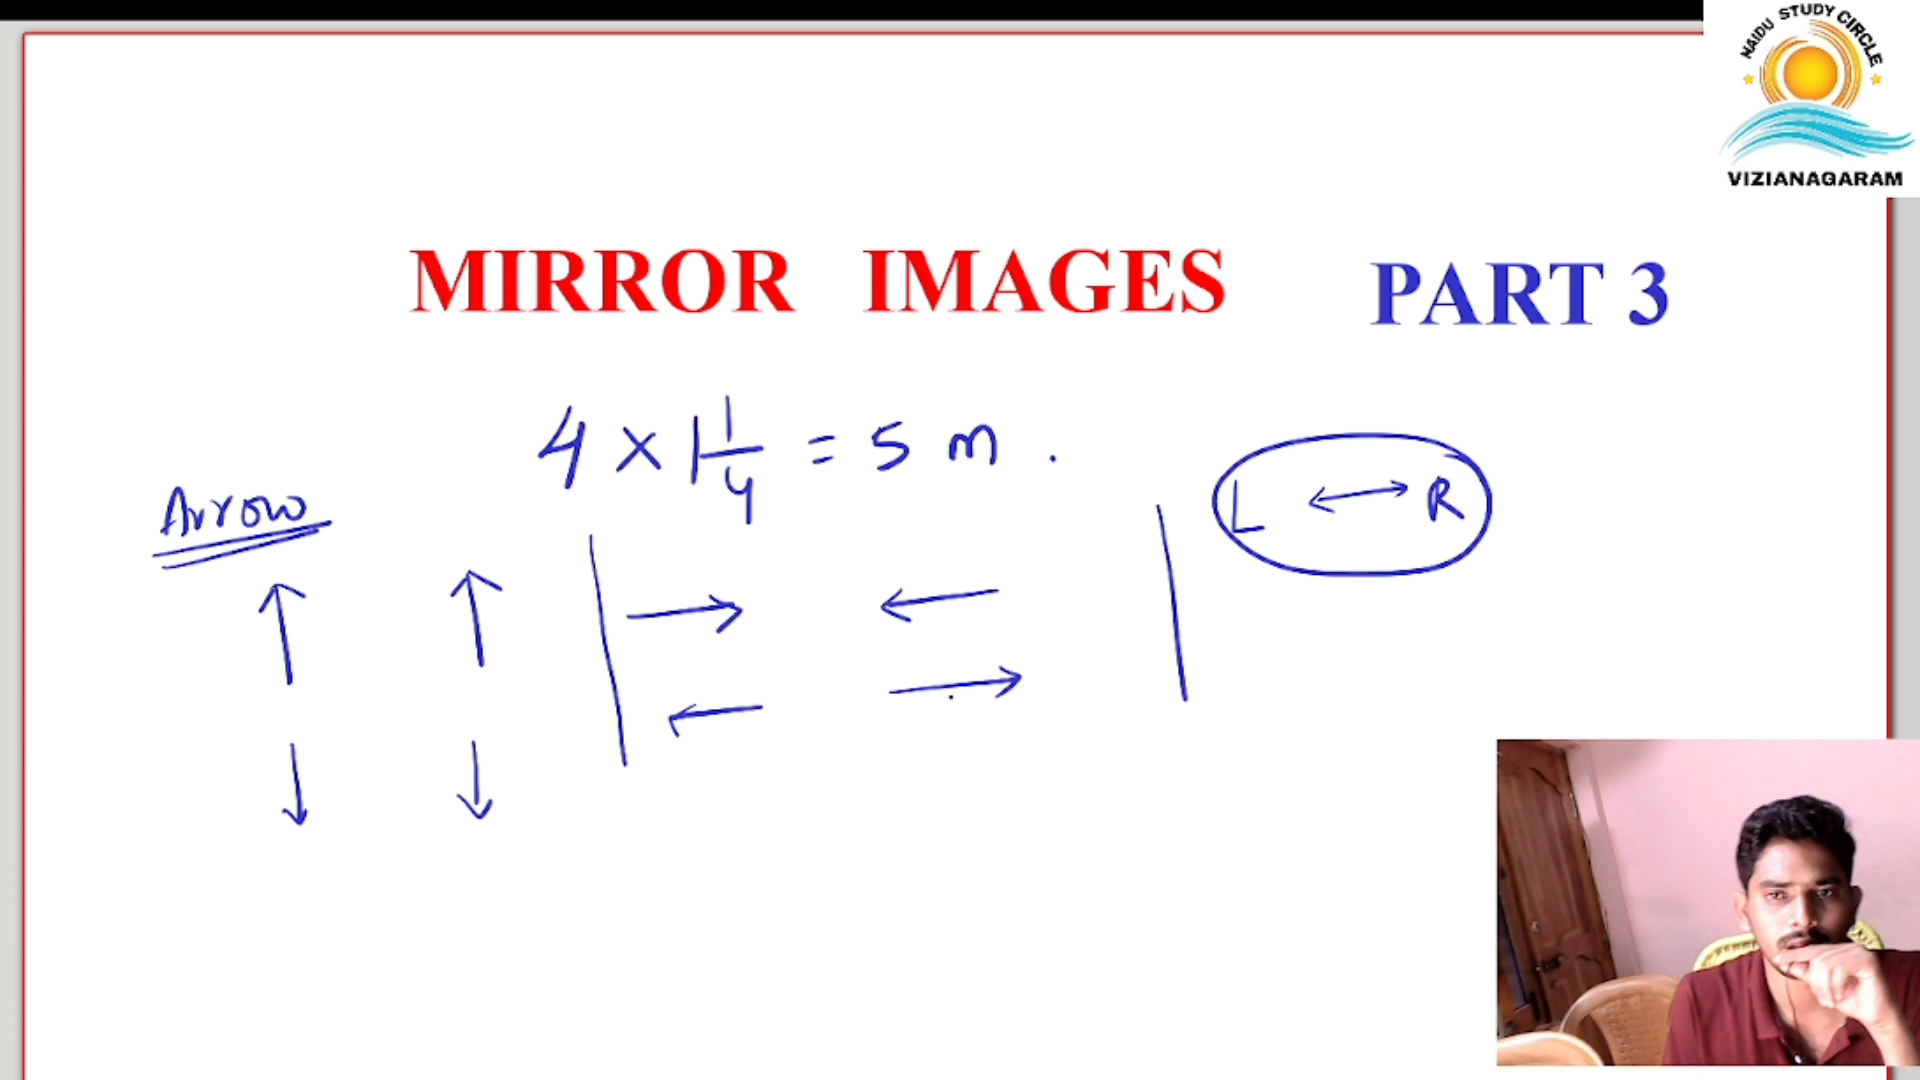 NAIDU STUDY CIRCLE
VIZIANAGARAM
MIRROR IMAGES PART 3
4 × 1 1/4 = 5 m .
Arrow
L ↔ R
↑ ↑ → ←
← →
↓ ↓